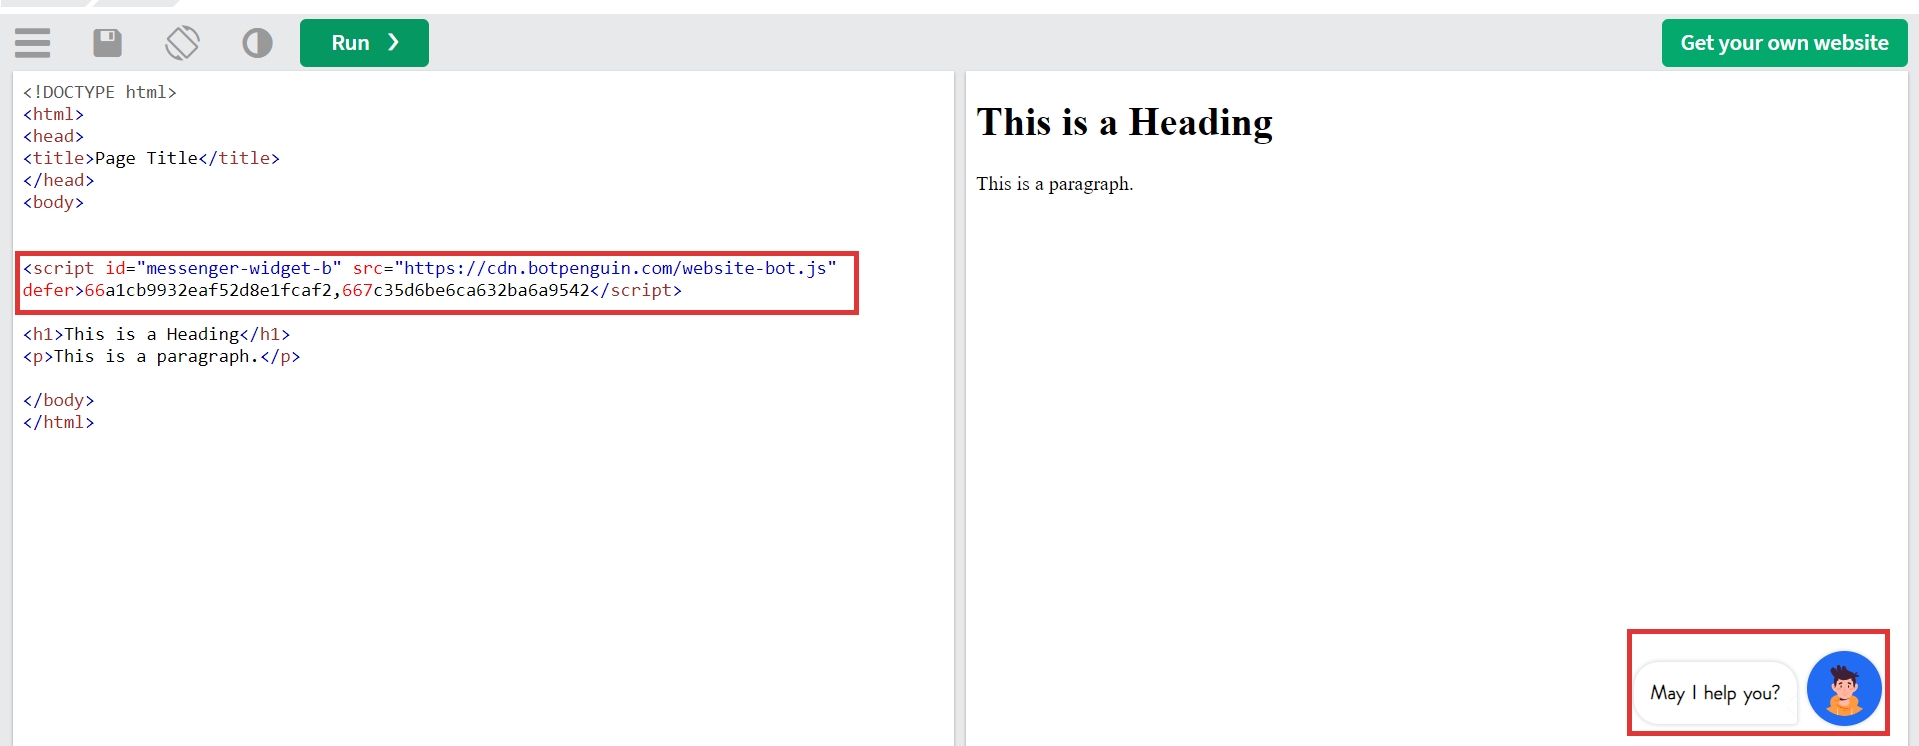 Run ❯
Get your own website
<!DOCTYPE html>
<html>
<head>
<title>Page Title</title>
</head>
<body>
<script id="messenger-widget-b" src="https://cdn.botpenguin.com/website-bot.js"
defer>66a1cb9932eaf52d8e1fcaf2,667c35d6be6ca632ba6a9542</script>
<h1>This is a Heading</h1>
<p>This is a paragraph.</p>
</body>
</html>
This is a Heading
This is a paragraph.
May I help you?